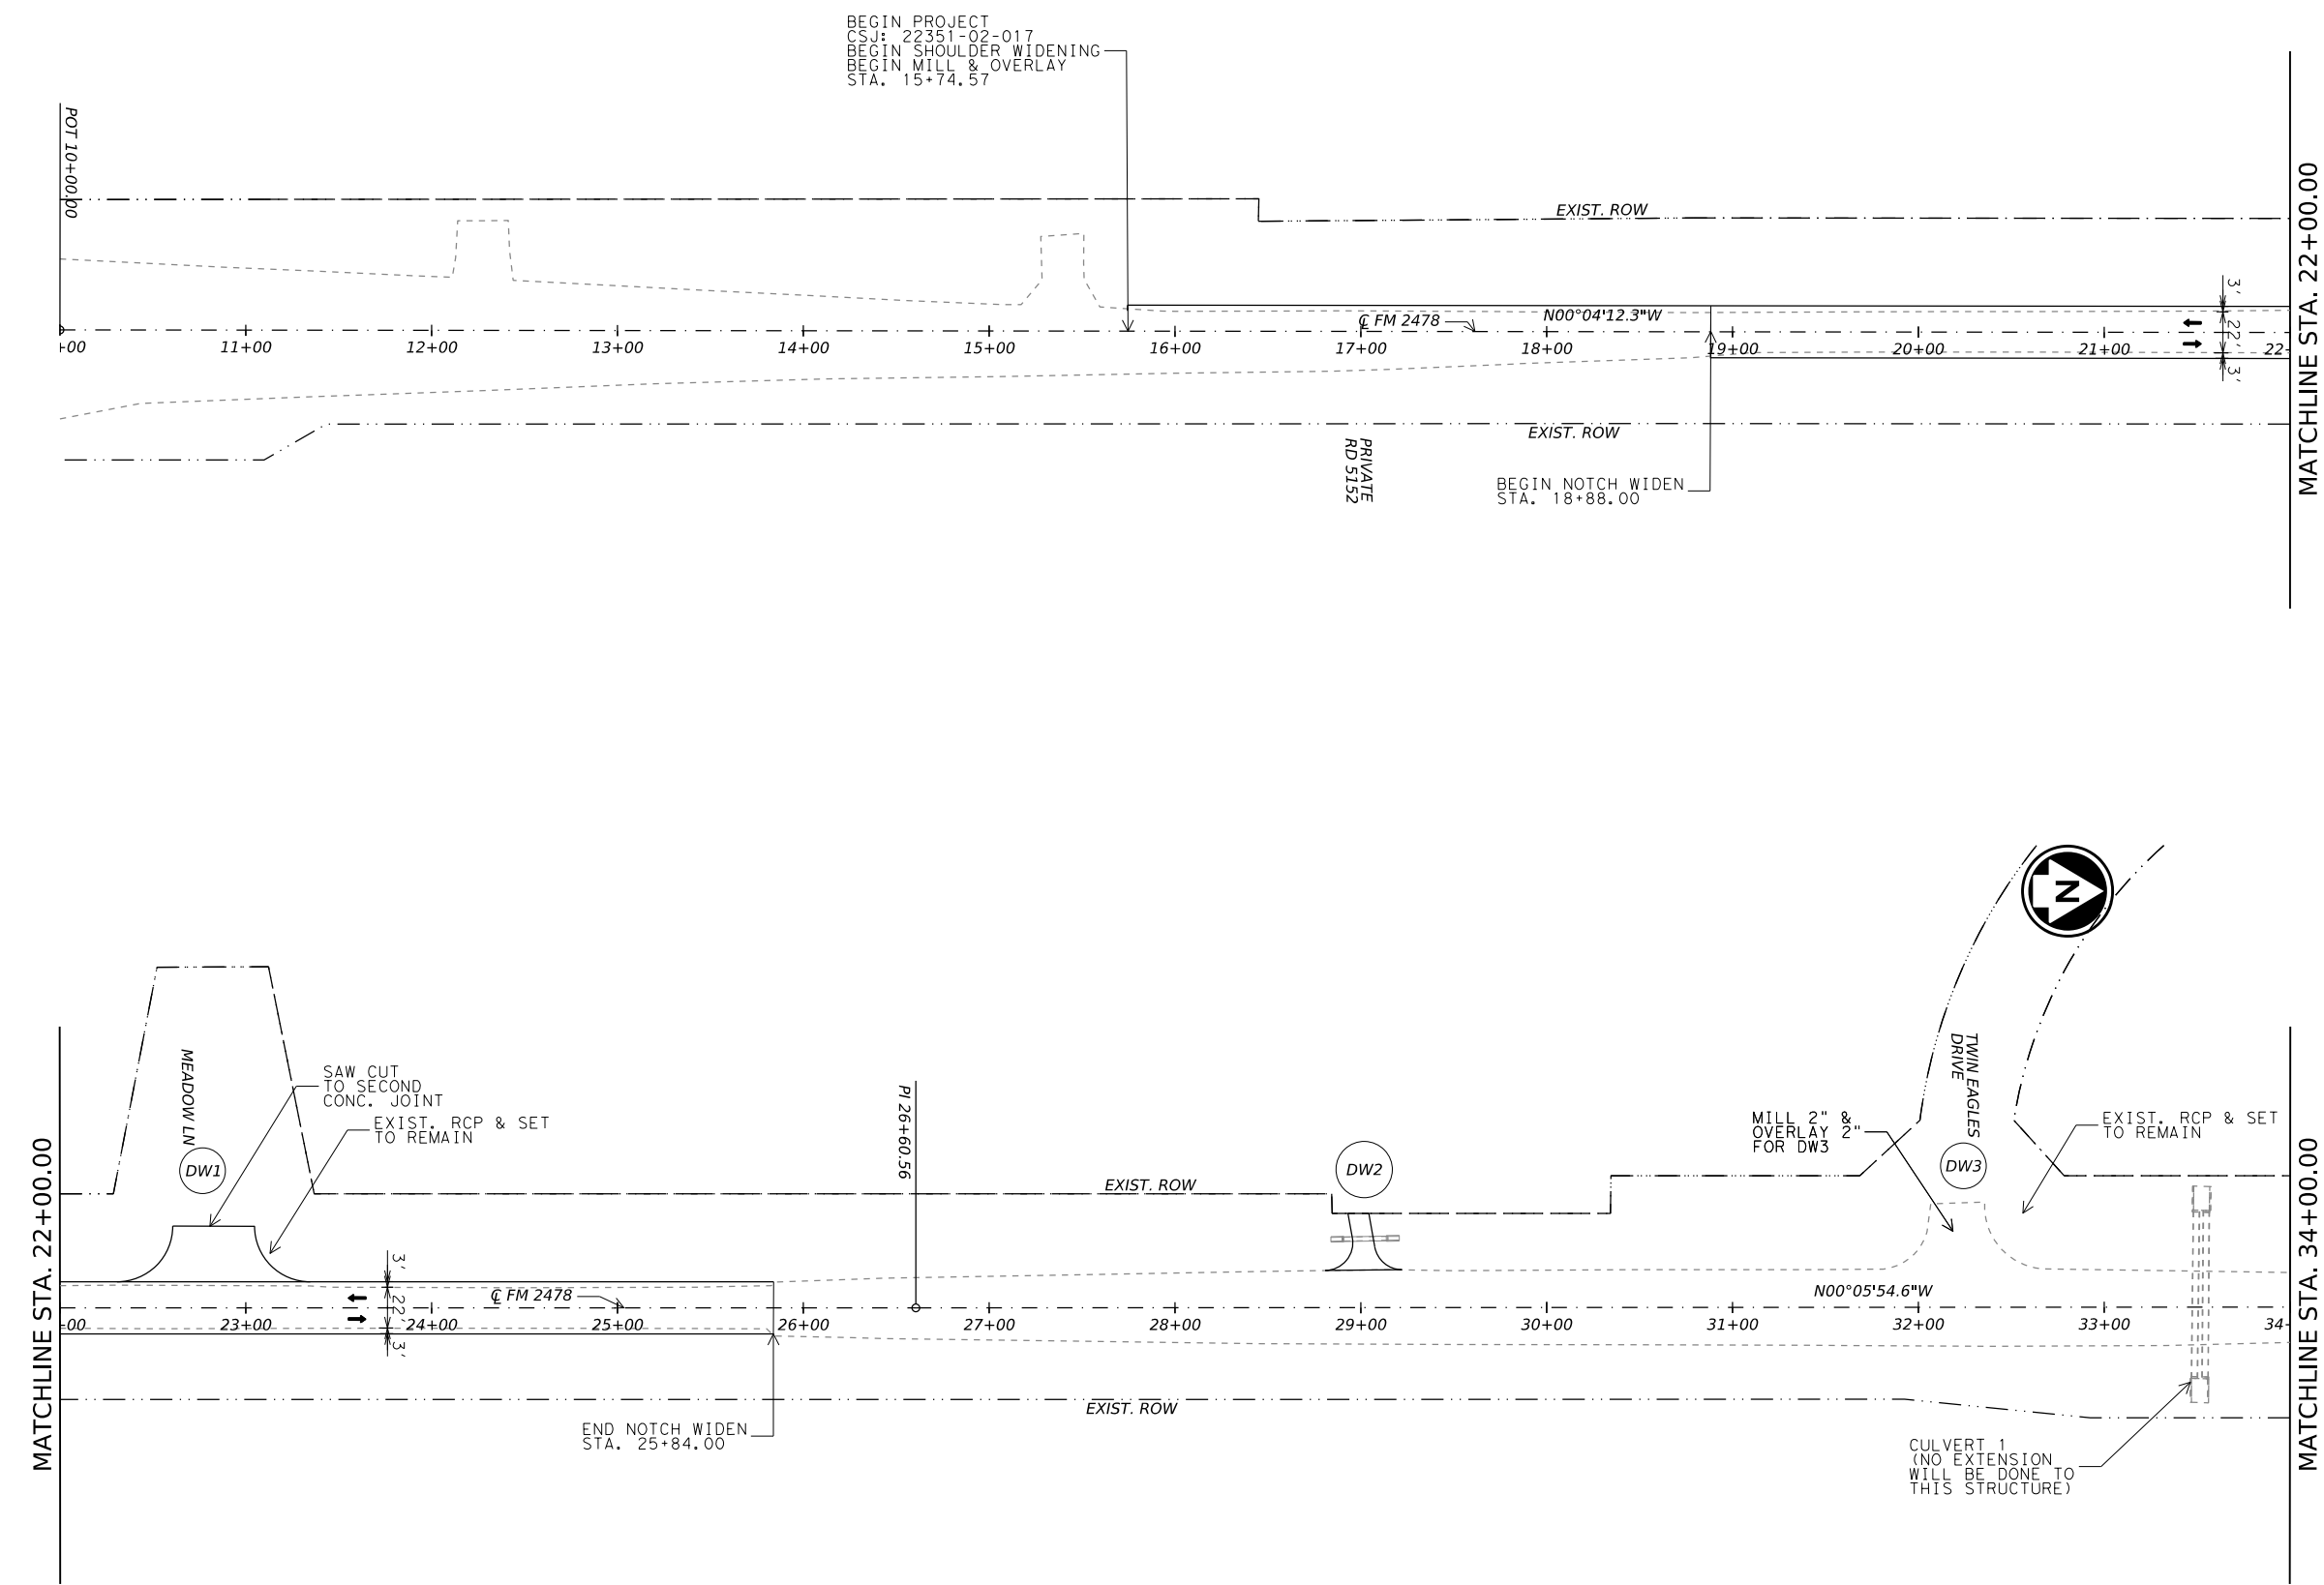 BEGIN PROJECT
CSJ: 22351-02-017
BEGIN SHOULDER WIDENING
BEGIN MILL & OVERLAY
STA. 15+74.57
POT 10+00.00
EXIST. ROW
MATCHLINE STA. 22+00.00
3'
22'
3'
℄ FM 2478
N00°04'12.3"W
+00
11+00
12+00
13+00
14+00
15+00
16+00
17+00
18+00
19+00
20+00
21+00
22+
EXIST. ROW
PRIVATE
RD 5152
BEGIN NOTCH WIDEN
STA. 18+88.00
N
MATCHLINE STA. 22+00.00
MEADOW LN
SAW CUT
TO SECOND
CONC. JOINT
EXIST. RCP & SET
TO REMAIN
DW1
PI 26+60.56
EXIST. ROW
DW2
MILL 2" &
OVERLAY 2"
FOR DW3
TWIN EAGLES
DRIVE
DW3
EXIST. RCP & SET
TO REMAIN
MATCHLINE STA. 34+00.00
3'
22'
3'
℄ FM 2478
N00°05'54.6"W
+00
23+00
24+00
25+00
26+00
27+00
28+00
29+00
30+00
31+00
32+00
33+00
34+
EXIST. ROW
END NOTCH WIDEN
STA. 25+84.00
CULVERT 1
(NO EXTENSION
WILL BE DONE TO
THIS STRUCTURE)